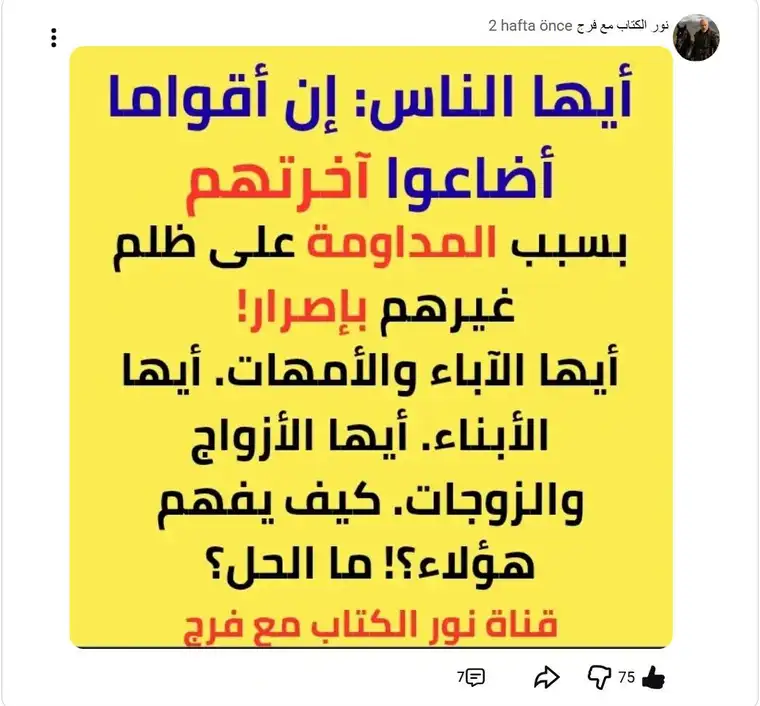 نور الكتاب مع فرج 2 hafta önce
أيها الناس: إن أقواما
أضاعوا آخرتهم
بسبب المداومة على ظلم
غيرهم بإصرار!
أيها الآباء والأمهات. أيها
الأبناء. أيها الأزواج
والزوجات. كيف يفهم
هؤلاء؟! ما الحل؟
قناة نور الكتاب مع فرج
75 7